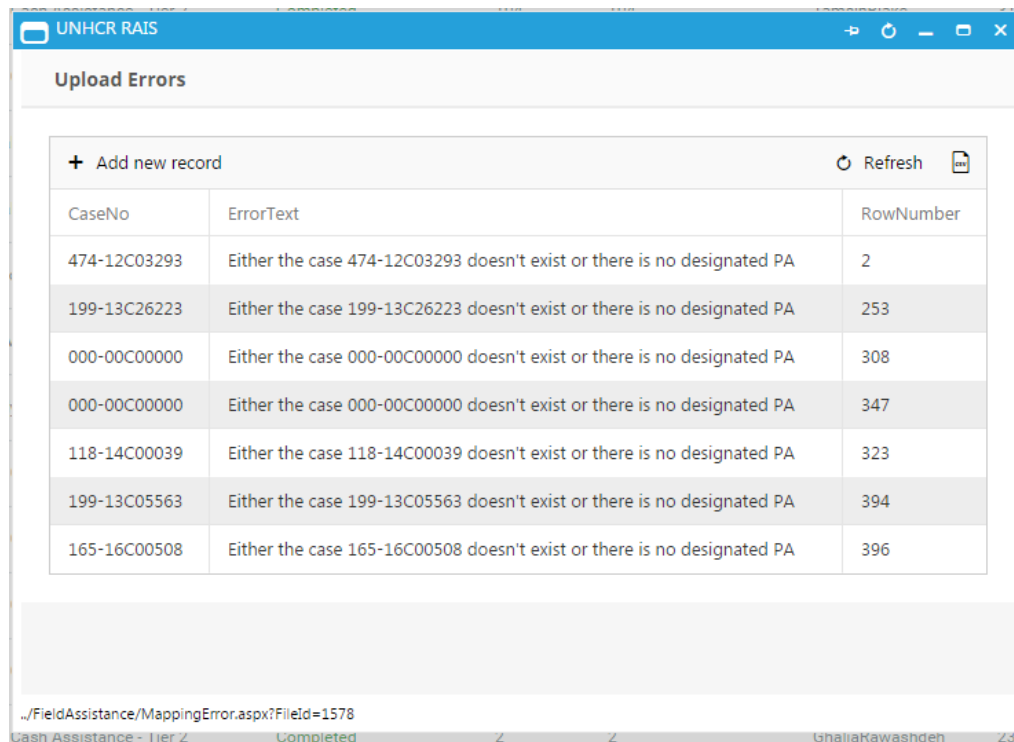 UNHCR RAIS
Upload Errors
+ Add new record Refresh csv
CaseNo ErrorText RowNumber
474-12C03293 Either the case 474-12C03293 doesn't exist or there is no designated PA 2
199-13C26223 Either the case 199-13C26223 doesn't exist or there is no designated PA 253
000-00C00000 Either the case 000-00C00000 doesn't exist or there is no designated PA 308
000-00C00000 Either the case 000-00C00000 doesn't exist or there is no designated PA 347
118-14C00039 Either the case 118-14C00039 doesn't exist or there is no designated PA 323
199-13C05563 Either the case 199-13C05563 doesn't exist or there is no designated PA 394
165-16C00508 Either the case 165-16C00508 doesn't exist or there is no designated PA 396
../FieldAssistance/MappingError.aspx?FileId=1578
Cash Assistance - Tier 2 Completed 2 2 GhaliaRawashdeh 23